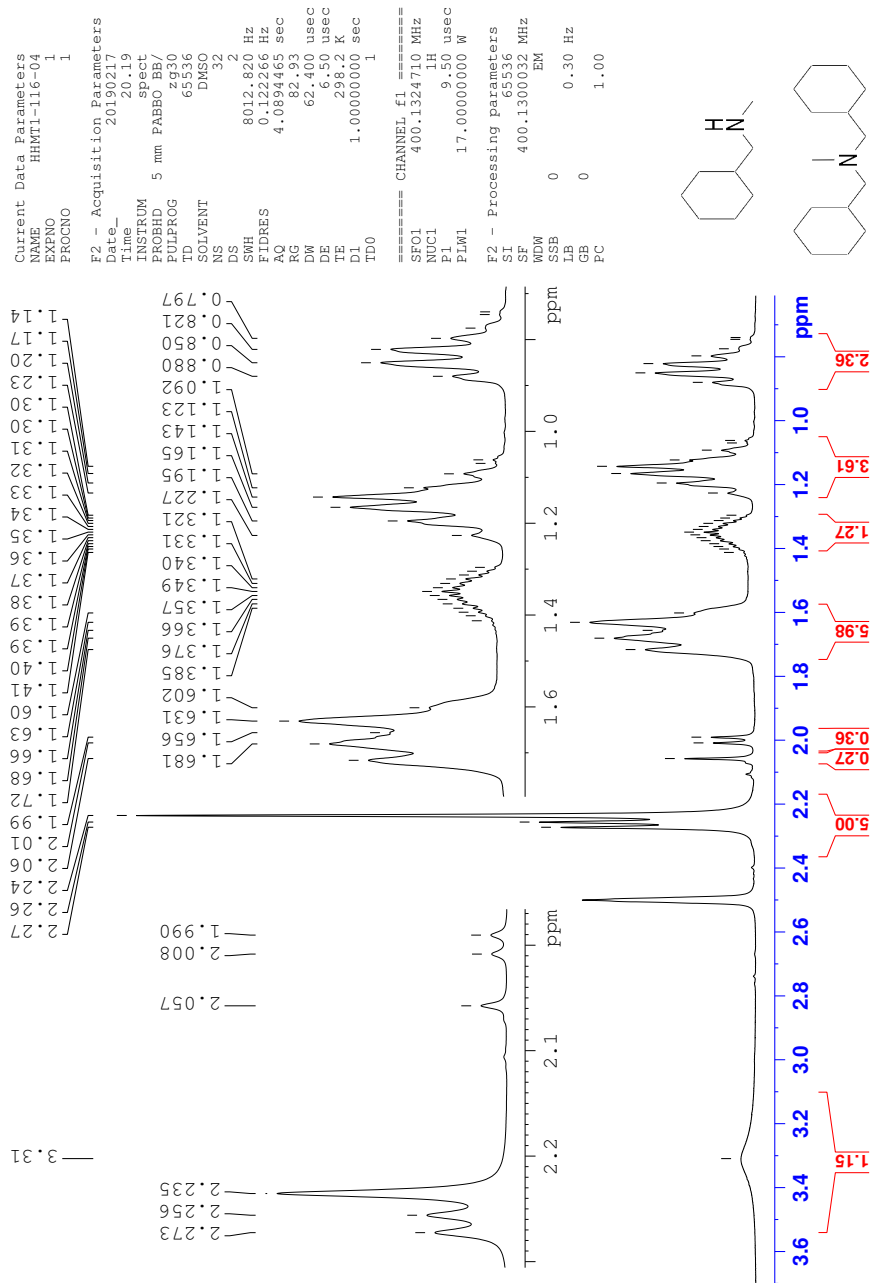 Current Data Parameters
NAME HHMT1-116-04
EXPNO 1
PROCNO 1
F2 - Acquisition Parameters
Date_ 20190217
Time 20.19
INSTRUM spect
PROBHD 5 mm PABBO BB/
PULPROG zg30
TD 65536
SOLVENT DMSO
NS 32
DS 2
SWH 8012.820 Hz
FIDRES 0.122266 Hz
AQ 4.0894465 sec
RG 82.93
DW 62.400 usec
DE 6.50 usec
TE 298.2 K
D1 1.00000000 sec
TD0 1
======== CHANNEL f1 ========
SFO1 400.1324710 MHz
NUC1 1H
P1 9.50 usec
PLW1 17.00000000 W
F2 - Processing parameters
SI 65536
SF 400.1300032 MHz
WDW EM
SSB 0
LB 0.30 Hz
GB 0
PC 1.00
H
N
N
3.31
2.27
2.26
2.24
2.06
2.01
1.99
1.72
1.68
1.66
1.63
1.60
1.41
1.40
1.39
1.39
1.38
1.37
1.36
1.35
1.34
1.33
1.32
1.31
1.30
1.30
1.23
1.20
1.17
1.14
2.273
2.256
2.235
2.057
2.008
1.990
1.681
1.656
1.631
1.602
1.385
1.376
1.366
1.357
1.349
1.340
1.331
1.321
1.227
1.195
1.165
1.143
1.123
1.092
0.880
0.850
0.821
0.797
2.2 2.1 ppm
1.6 1.4 1.2 1.0 ppm
3.6 3.4 3.2 3.0 2.8 2.6 2.4 2.2 2.0 1.8 1.6 1.4 1.2 1.0 ppm
1.15
5.00
0.27
0.36
5.98
1.27
3.61
2.36